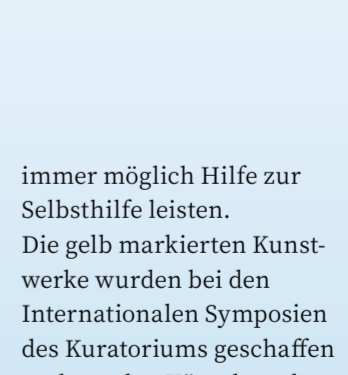 immer möglich Hilfe zur
Selbsthilfe leisten.
Die gelb markierten Kunst-
werke wurden bei den
Internationalen Symposien
des Kuratoriums geschaffen